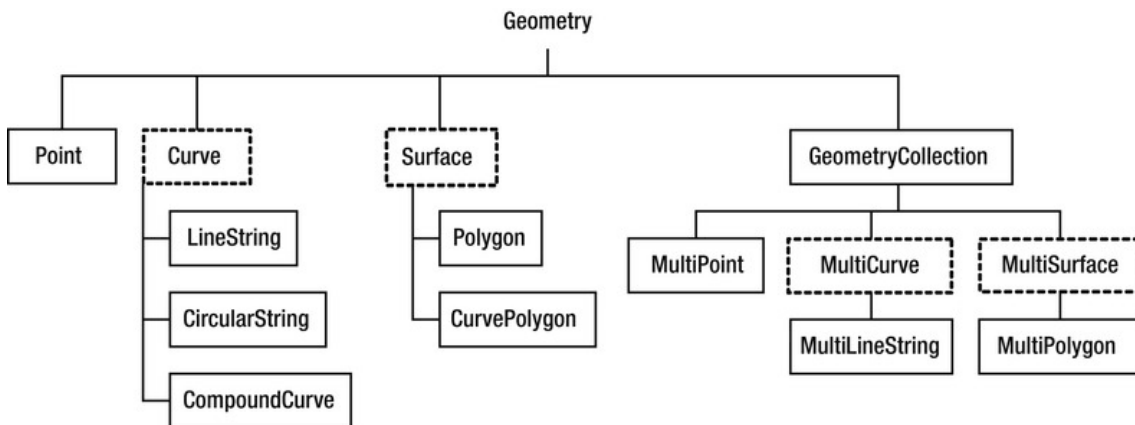 Geometry
Point
Curve
Surface
GeometryCollection
LineString
Polygon
MultiPoint
MultiCurve
MultiSurface
CircularString
CurvePolygon
MultiLineString
MultiPolygon
CompoundCurve